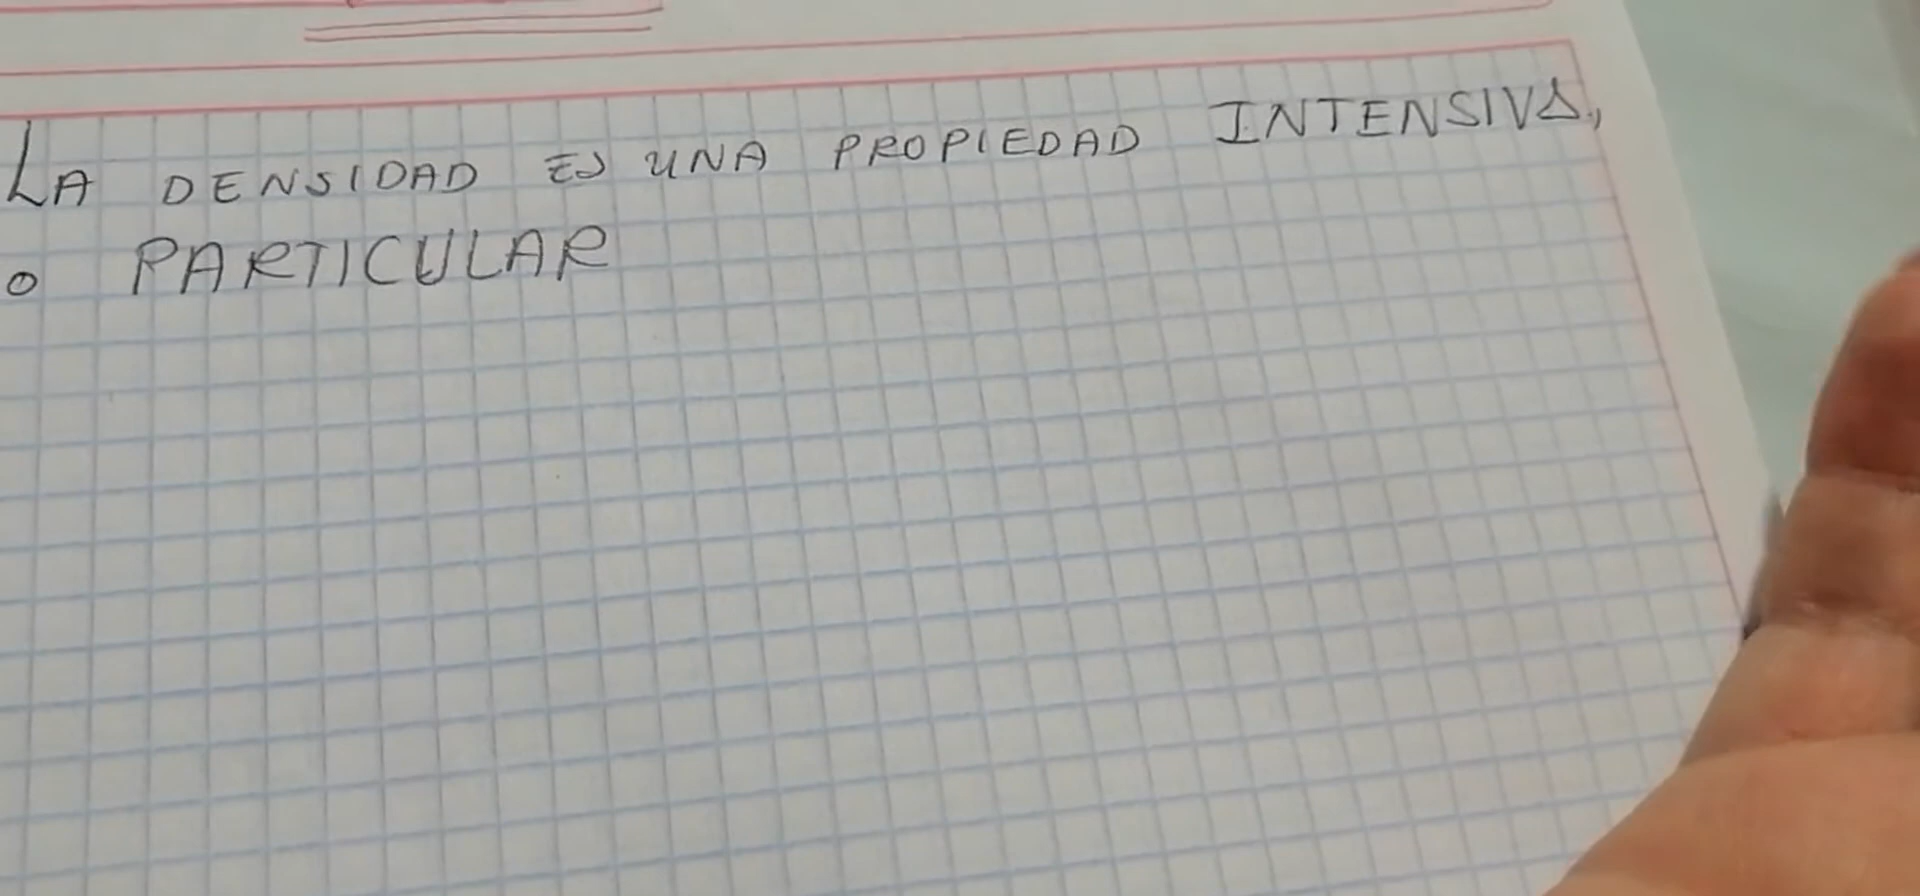 LA DENSIDAD ES UNA PROPIEDAD INTENSIVA,
O PARTICULAR